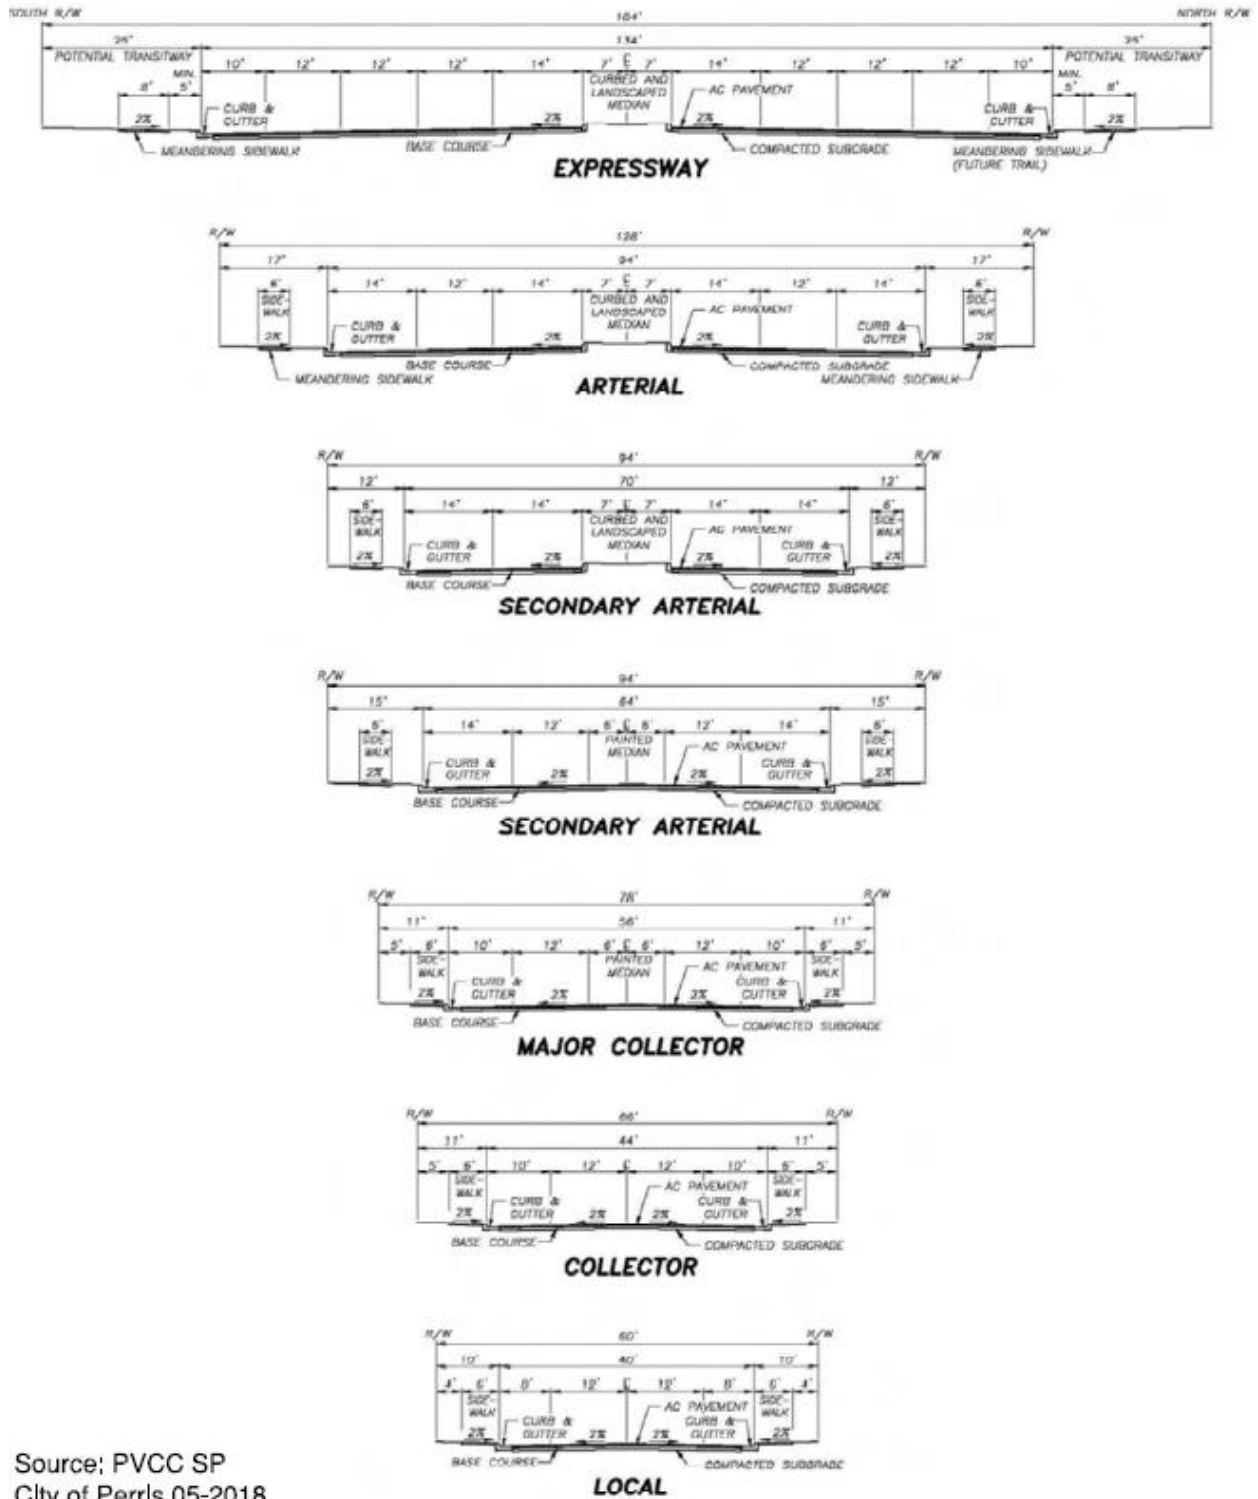 SOUTH R/W 184' NORTH R/W
25' 134' 25'
POTENTIAL TRANSITWAY POTENTIAL TRANSITWAY
10' 12' 12' 12' 14' 7' 7' 14' 12' 12' 12' 10'
MIN. MIN.
8' 5' 5' 8'
CURBED AND
LANDSCAPED
MEDIAN
AC PAVEMENT
CURB & CURB &
GUTTER GUTTER
2% 2% 2% 2%
MEANDERING SIDEWALK BASE COURSE COMPACTED SUBGRADE MEANDERING SIDEWALK
(FUTURE TRAIL)
EXPRESSWAY
R/W 128' R/W
17' 94' 17'
6' 14' 12' 14' 7' 7' 14' 12' 14' 6'
SIDE- CURBED AND SIDE-
WALK LANDSCAPED AC PAVEMENT WALK
MEDIAN
CURB & CURB &
GUTTER GUTTER
2% 2% 2% 2%
BASE COURSE COMPACTED SUBGRADE
MEANDERING SIDEWALK MEANDERING SIDEWALK
ARTERIAL
R/W 94' R/W
12' 70' 12'
6' 14' 14' 7' 7' 14' 14' 6'
SIDE- CURBED AND SIDE-
WALK LANDSCAPED AC PAVEMENT WALK
MEDIAN
CURB & CURB &
GUTTER GUTTER
2% 2% 2% 2%
BASE COURSE COMPACTED SUBGRADE
SECONDARY ARTERIAL
R/W 94' R/W
15' 64' 15'
6' 14' 12' 6' 6' 12' 14' 6'
SIDE- PAINTED SIDE-
WALK MEDIAN AC PAVEMENT WALK
CURB & CURB &
GUTTER GUTTER
2% 2% 2% 2%
BASE COURSE COMPACTED SUBGRADE
SECONDARY ARTERIAL
R/W 78' R/W
11' 56' 11'
5' 6' 10' 12' 6' 6' 12' 10' 6' 5'
SIDE- PAINTED SIDE-
WALK MEDIAN AC PAVEMENT WALK
CURB & CURB &
GUTTER GUTTER
2% 2% 2% 2%
BASE COURSE COMPACTED SUBGRADE
MAJOR COLLECTOR
R/W 66' R/W
11' 44' 11'
5' 6' 10' 12' 12' 10' 6' 5'
SIDE- SIDE-
WALK AC PAVEMENT WALK
CURB & CURB &
GUTTER GUTTER
2% 2% 2% 2%
BASE COURSE COMPACTED SUBGRADE
COLLECTOR
R/W 60' R/W
10' 40' 10'
4' 6' 8' 12' 12' 8' 6' 4'
SIDE- SIDE-
WALK AC PAVEMENT WALK
CURB & CURB &
GUTTER GUTTER
2% 2% 2% 2%
BASE COURSE COMPACTED SUBGRADE
LOCAL
Source; PVCC SP
City of Perris 05-2018